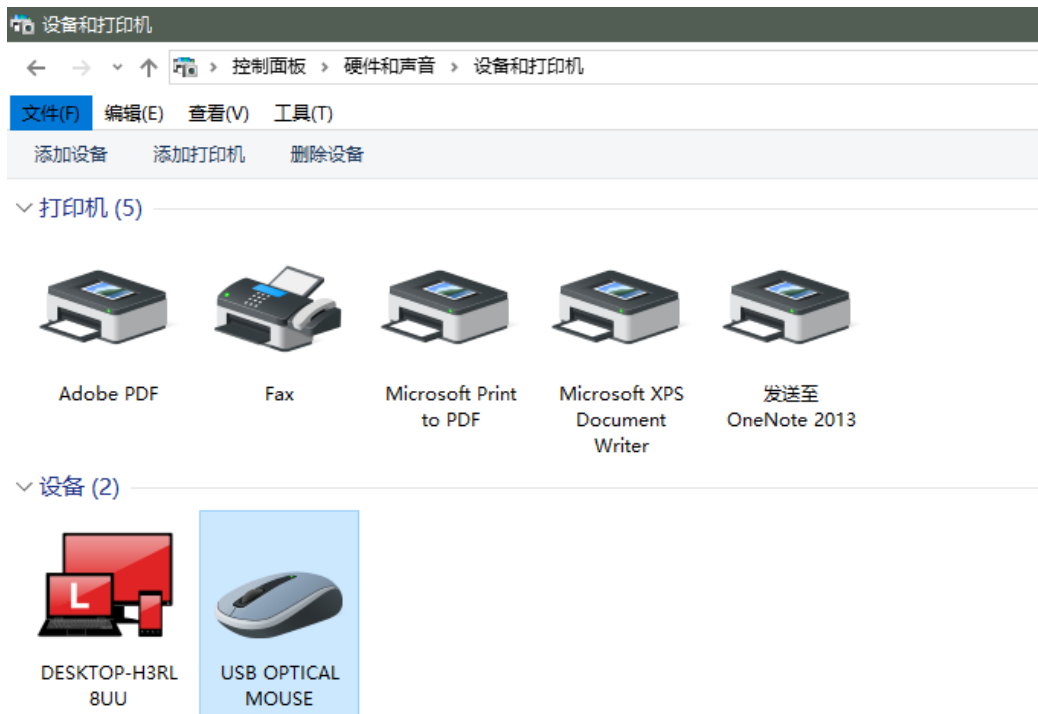 设备和打印机
控制面板 › 硬件和声音 › 设备和打印机
文件(F) 编辑(E) 查看(V) 工具(T)
添加设备 添加打印机 删除设备
打印机 (5)
Adobe PDF
Fax
Microsoft Print
to PDF
Microsoft XPS
Document
Writer
发送至
OneNote 2013
设备 (2)
L
DESKTOP-H3RL
8UU
USB OPTICAL
MOUSE